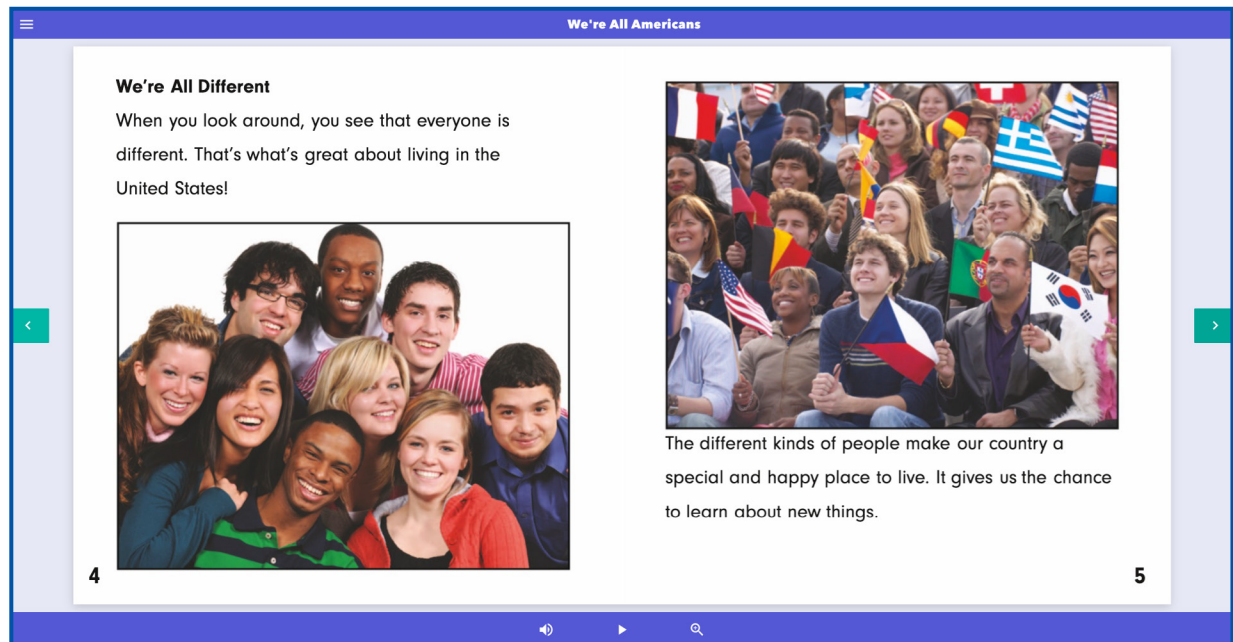 We're All Americans
We're All Different
When you look around, you see that everyone is
different. That's what's great about living in the
United States!
4
The different kinds of people make our country a
special and happy place to live. It gives us the chance
to learn about new things.
5